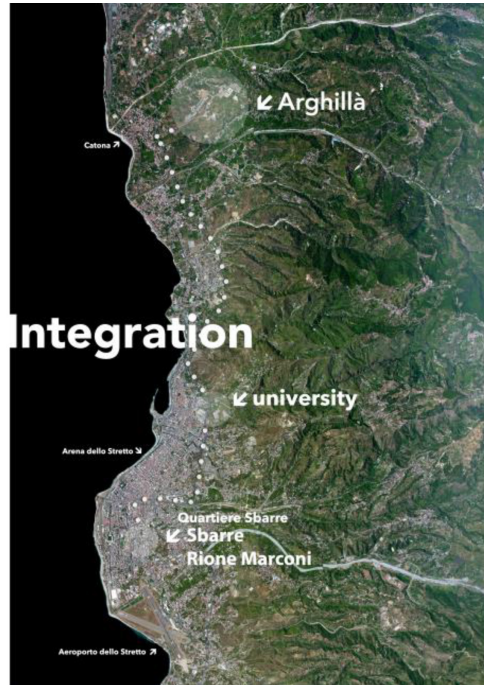 Arghillà
Catona
Integration
university
Arena dello Stretto
Quartiere Sbarre
Sbarre
Rione Marconi
Aeroporto dello Stretto